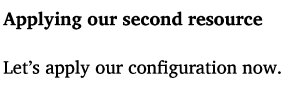 Applying our second resource
Let’s apply our configuration now.